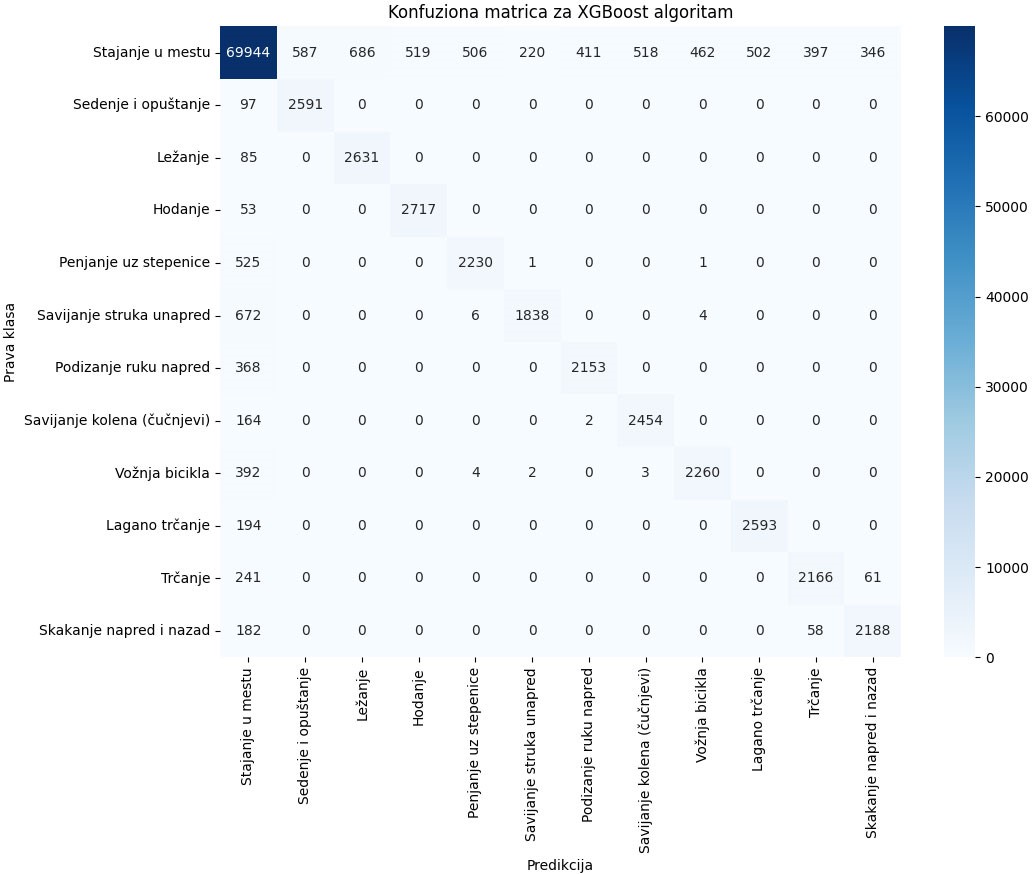 Konfuziona matrica za XGBoost algoritam
Prava klasa
Stajanje u mestu 69944 587 686 519 506 220 411 518 462 502 397 346
Sedenje i opuštanje 97 2591 0 0 0 0 0 0 0 0 0 0
Ležanje 85 0 2631 0 0 0 0 0 0 0 0 0
Hodanje 53 0 0 2717 0 0 0 0 0 0 0 0
Penjanje uz stepenice 525 0 0 0 2230 1 0 0 1 0 0 0
Savijanje struka unapred 672 0 0 0 6 1838 0 0 4 0 0 0
Podizanje ruku napred 368 0 0 0 0 0 2153 0 0 0 0 0
Savijanje kolena (čučnjevi) 164 0 0 0 0 0 2 2454 0 0 0 0
Vožnja bicikla 392 0 0 0 4 2 0 3 2260 0 0 0
Lagano trčanje 194 0 0 0 0 0 0 0 0 2593 0 0
Trčanje 241 0 0 0 0 0 0 0 0 0 2166 61
Skakanje napred i nazad 182 0 0 0 0 0 0 0 0 0 58 2188
Stajanje u mestu
Sedenje i opuštanje
Ležanje
Hodanje
Penjanje uz stepenice
Savijanje struka unapred
Podizanje ruku napred
Savijanje kolena (čučnjevi)
Vožnja bicikla
Lagano trčanje
Trčanje
Skakanje napred i nazad
Predikcija
60000
50000
40000
30000
20000
10000
0